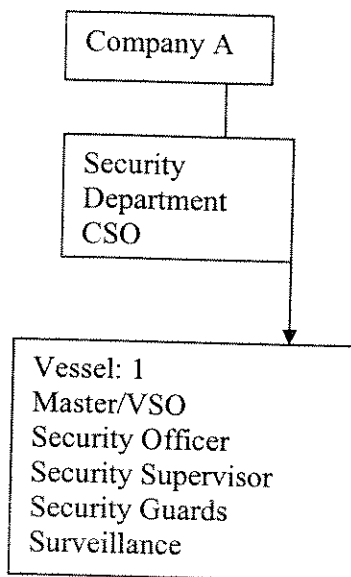 Company A
Security
Department
CSO
Vessel: 1
Master/VSO
Security Officer
Security Supervisor
Security Guards
Surveillance